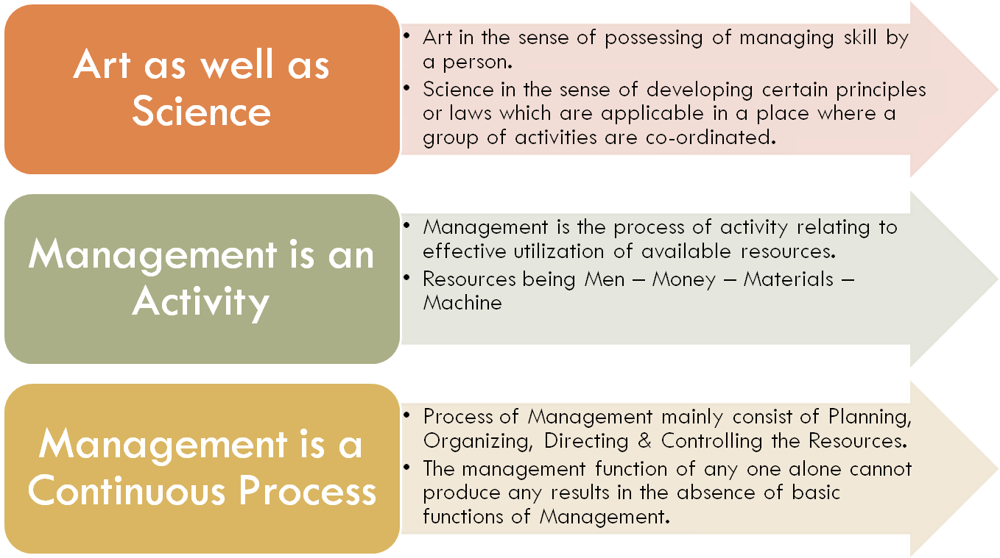 Art as well as
Science
• Art in the sense of possessing of managing skill by
a person.
• Science in the sense of developing certain principles
or laws which are applicable in a place where a
group of activities are co-ordinated.
Management is an
Activity
• Management is the process of activity relating to
effective utilization of available resources.
• Resources being Men – Money – Materials –
Machine
Management is a
Continuous Process
• Process of Management mainly consist of Planning,
Organizing, Directing & Controlling the Resources.
• The management function of any one alone cannot
produce any results in the absence of basic
functions of Management.